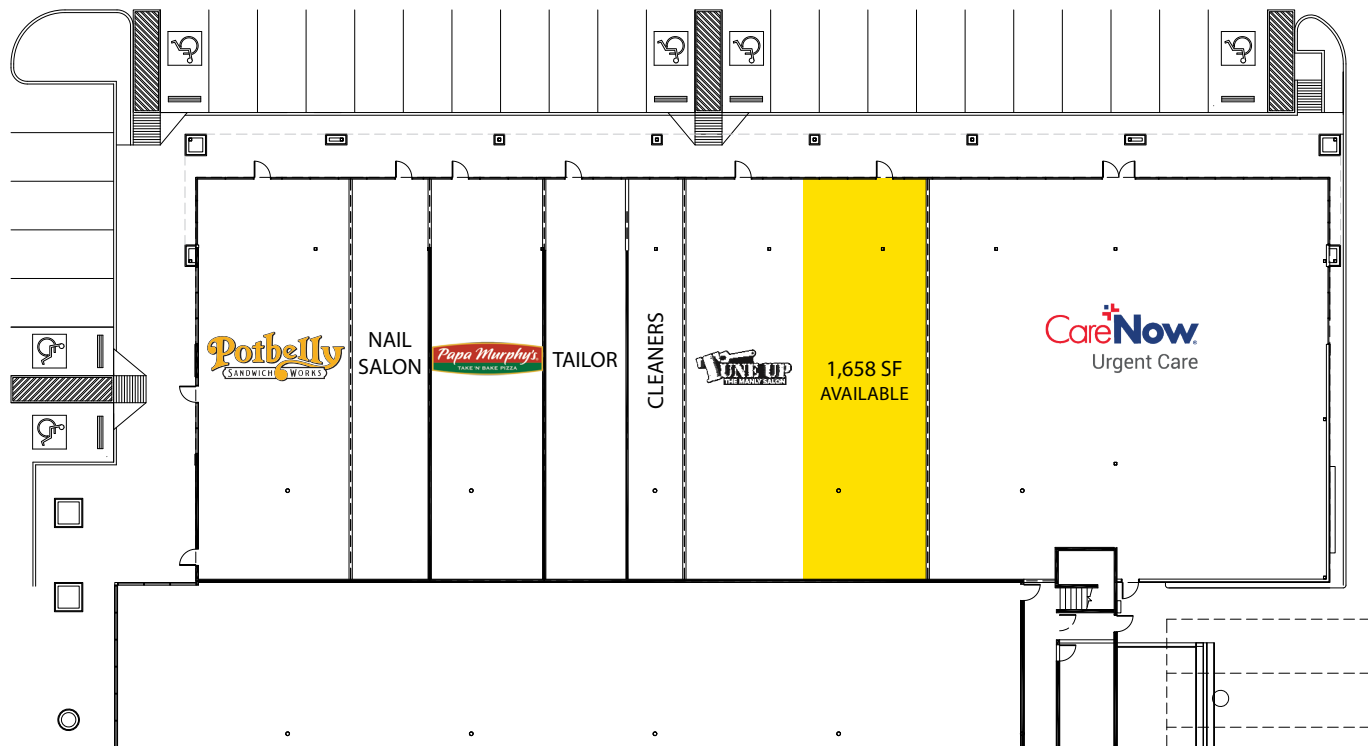 Potbelly
SANDWICH WORKS
NAIL
SALON
Papa Murphy's
TAKE 'N' BAKE PIZZA
TAILOR
CLEANERS
TUNE UP
THE MANLY SALON
1,658 SF
AVAILABLE
CareNow
Urgent Care